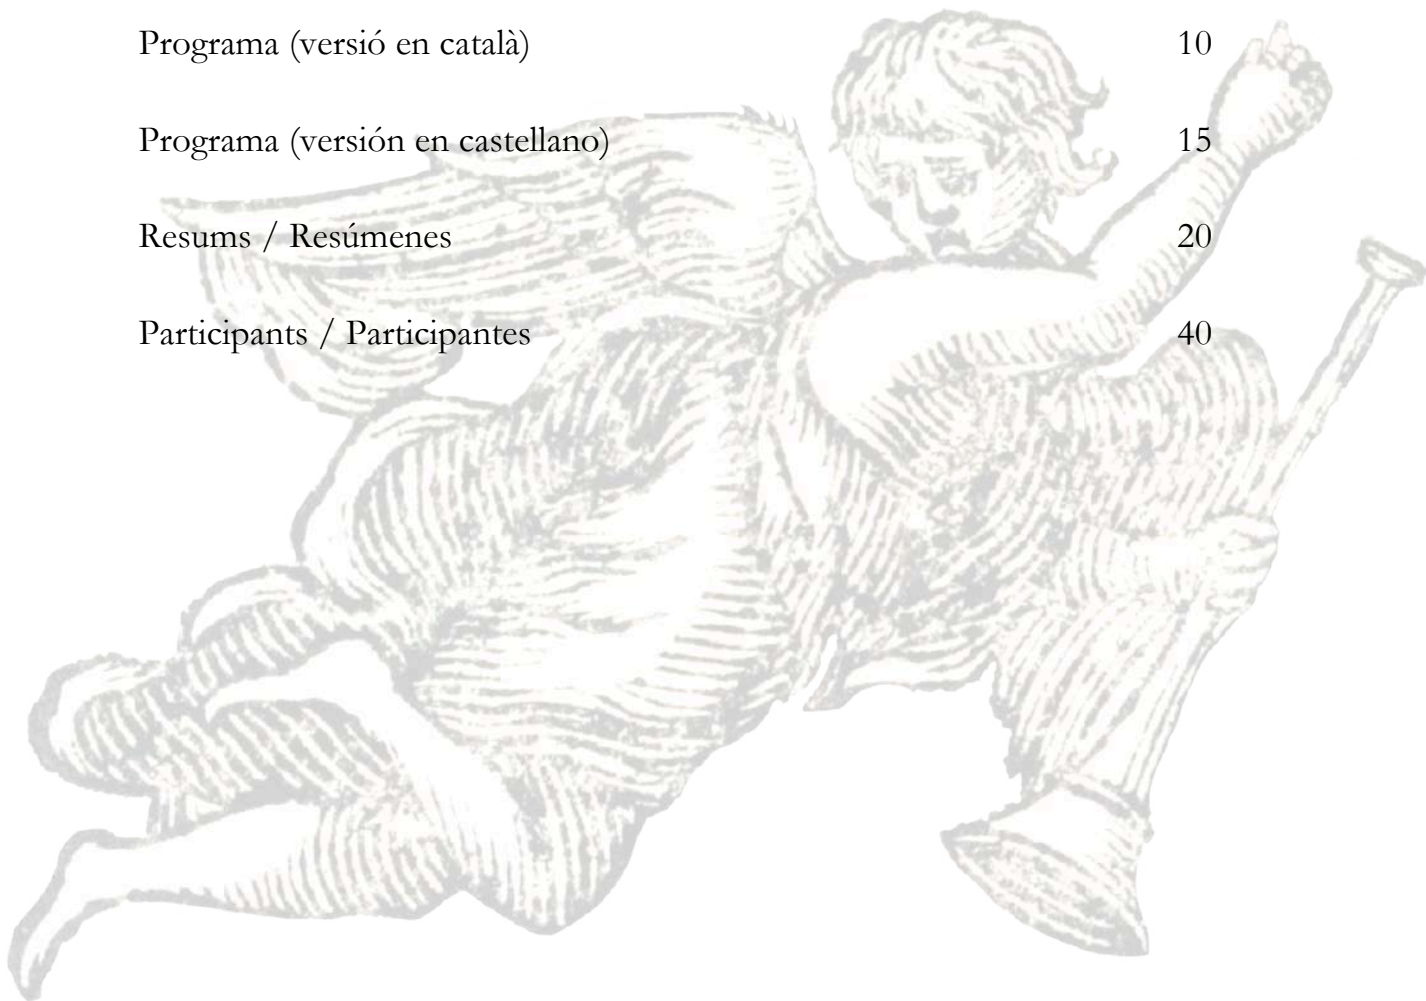 Programa (versió en català) 10
Programa (versión en castellano) 15
Resums / Resúmenes 20
Participants / Participantes 40